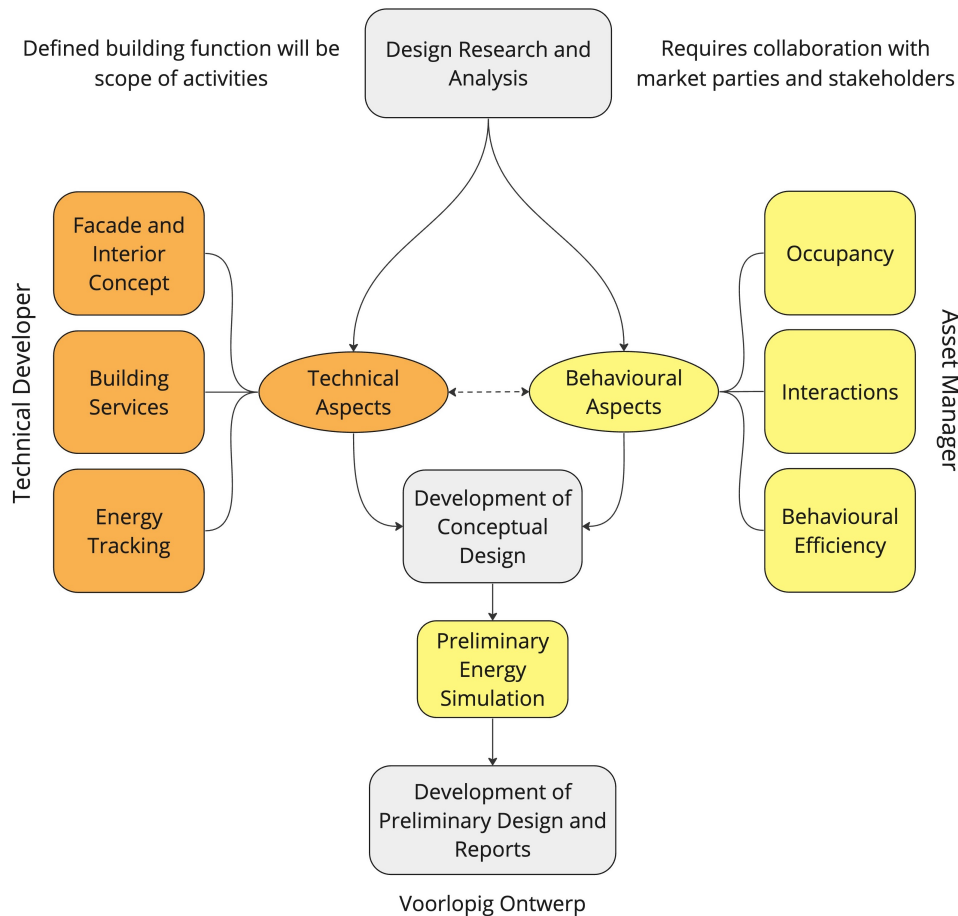 Defined building function will be
scope of activities
Design Research and
Analysis
Requires collaboration with
market parties and stakeholders
Technical Developer
Facade and
Interior
Concept
Building
Services
Energy
Tracking
Technical
Aspects
Behavioural
Aspects
Occupancy
Interactions
Behavioural
Efficiency
Asset Manager
Development of
Conceptual
Design
Preliminary
Energy
Simulation
Development of
Preliminary Design and
Reports
Voorlopig Ontwerp